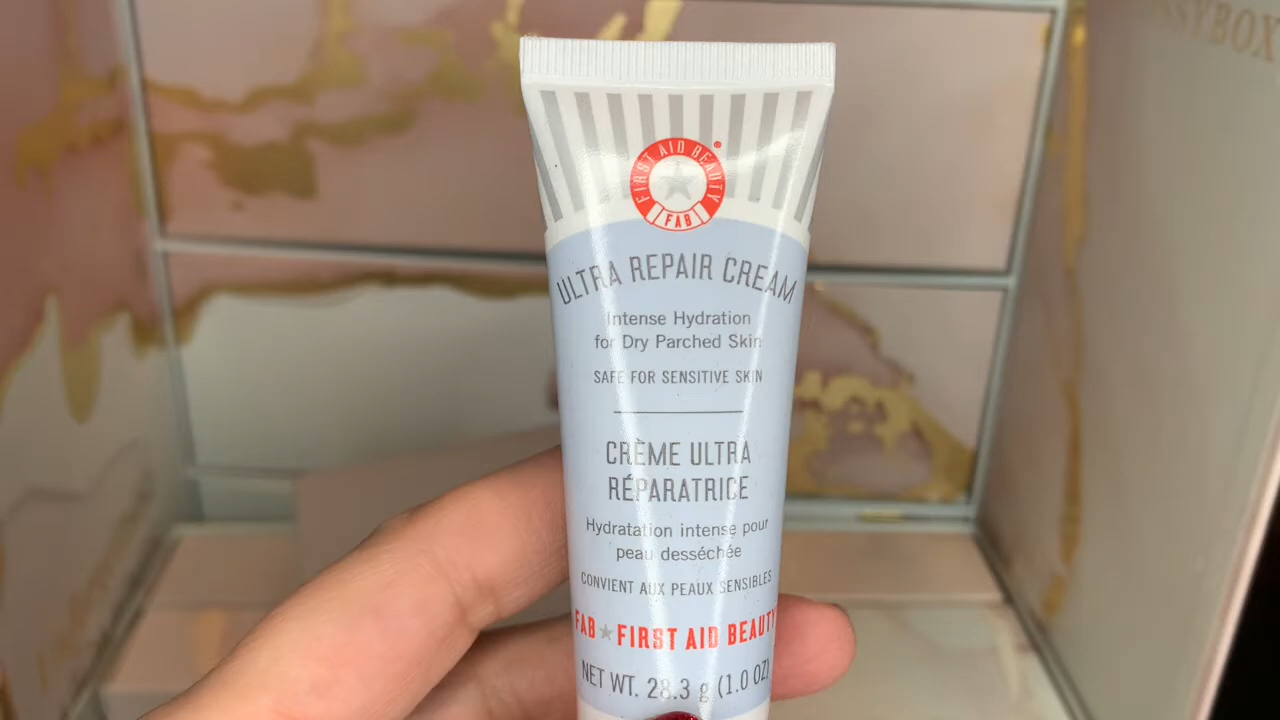 FIRST AID BEAUTY®
FAB
ULTRA REPAIR CREAM
Intense Hydration
for Dry Parched Skin
SAFE FOR SENSITIVE SKIN
CRÈME ULTRA
RÉPARATRICE
Hydratation intense pour
peau desséchée
CONVIENT AUX PEAUX SENSIBLES
FAB★FIRST AID BEAUTY
NET WT. 28.3 g (1.0 OZ)